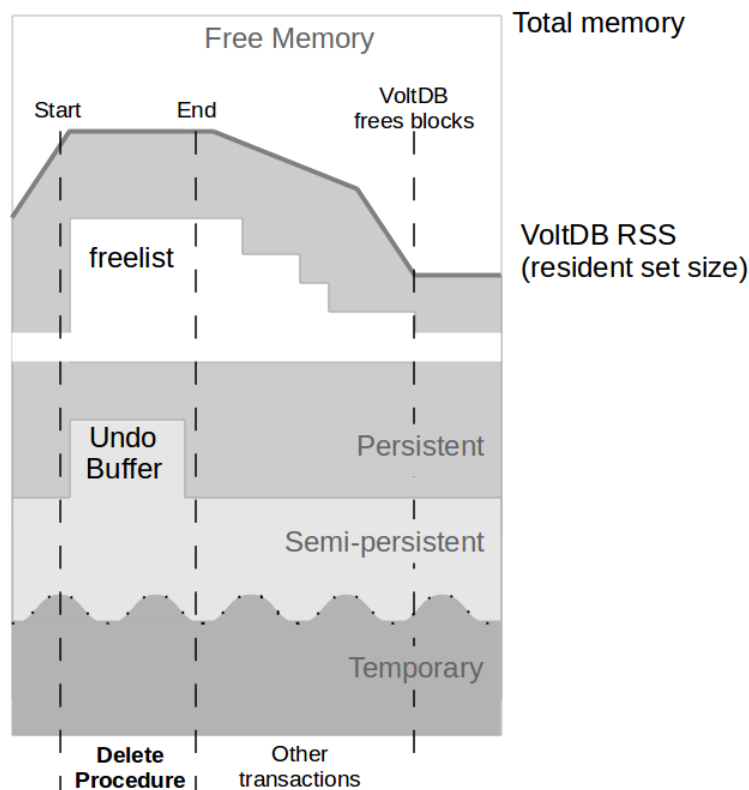 Total memory
Free Memory
Start
End
VoltDB
frees blocks
freelist
VoltDB RSS
(resident set size)
Undo
Buffer
Persistent
Semi-persistent
Temporary
Delete
Procedure
Other
transactions